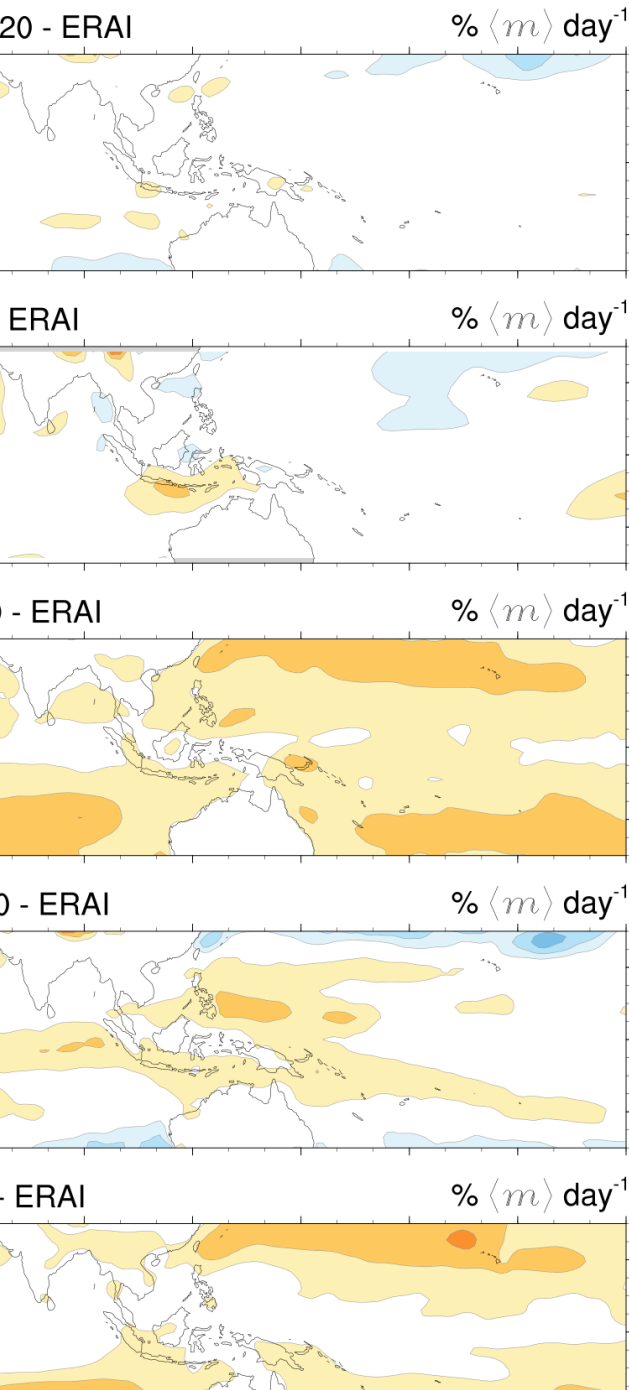 20 - ERAI % ⟨m⟩ day⁻¹
ERAI % ⟨m⟩ day⁻¹
- ERAI % ⟨m⟩ day⁻¹
0 - ERAI % ⟨m⟩ day⁻¹
- ERAI % ⟨m⟩ day⁻¹